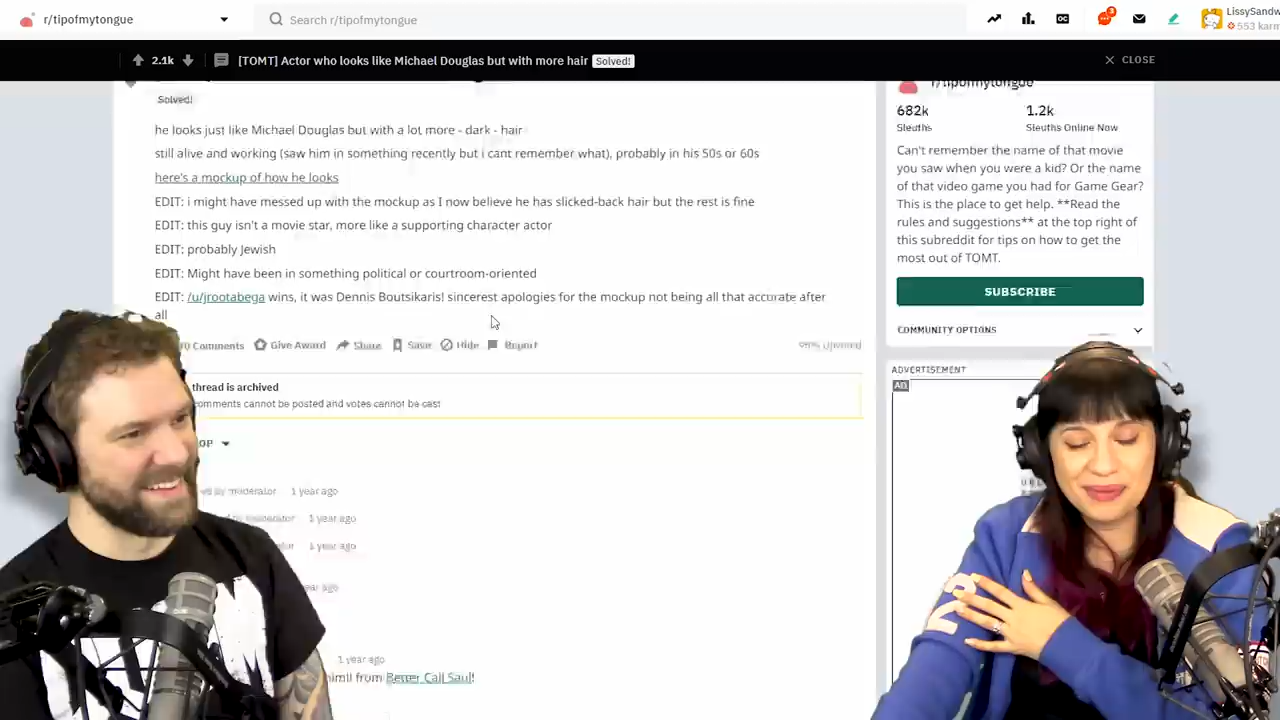 r/tipofmytongue
Search r/tipofmytongue
LissySandw
553 karm
2.1k
[TOMT] Actor who looks like Michael Douglas but with more hair Solved!
CLOSE
Solved!
he looks just like Michael Douglas but with a lot more - dark - hair
still alive and working (saw him in something recently but i cant remember what), probably in his 50s or 60s
here's a mockup of how he looks
EDIT: i might have messed up with the mockup as I now believe he has slicked-back hair but the rest is fine
EDIT: this guy isn't a movie star, more like a supporting character actor
EDIT: probably Jewish
EDIT: Might have been in something political or courtroom-oriented
EDIT: /u/jrootabega wins, it was Dennis Boutsikaris! sincerest apologies for the mockup not being all that accurate after
all
Comments Give Award Share Save Hide Report
Upvoted
thread is archived
comments cannot be posted and votes cannot be cast
OP
by moderator 1 year ago
by moderator 1 year ago
1 year ago
year ago
1 year ago
from Better Call Saul!
r/tipofmytongue
682k
Sleuths
1.2k
Sleuths Online Now
Can't remember the name of that movie
you saw when you were a kid? Or the name
of that video game you had for Game Gear?
This is the place to get help. **Read the
rules and suggestions** at the top right of
this subreddit for tips on how to get the
most out of TOMT.
SUBSCRIBE
COMMUNITY OPTIONS
ADVERTISEMENT
AD